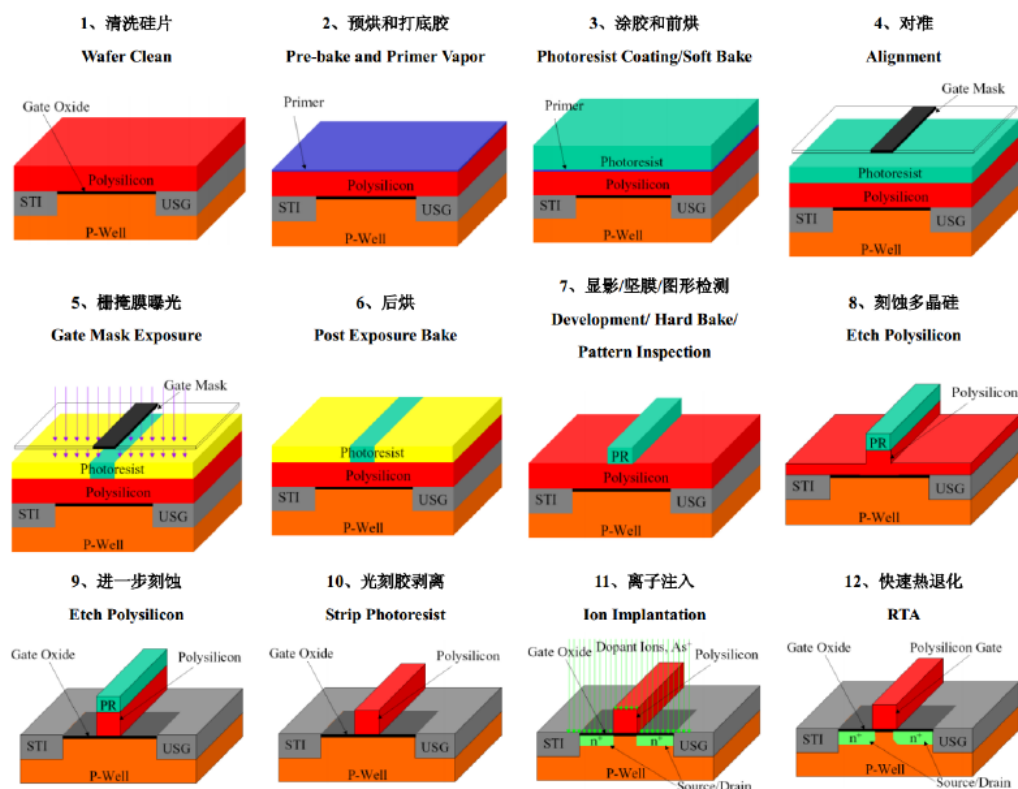 1、清洗硅片
Wafer Clean
Gate Oxide
Polysilicon
STI
USG
P-Well
2、预烘和打底胶
Pre-bake and Primer Vapor
Primer
Polysilicon
STI
USG
P-Well
3、涂胶和前烘
Photoresist Coating/Soft Bake
Primer
Photoresist
Polysilicon
STI
USG
P-Well
4、对准
Alignment
Gate Mask
Photoresist
Polysilicon
STI
USG
P-Well
5、栅掩膜曝光
Gate Mask Exposure
Gate Mask
Photoresist
Polysilicon
STI
USG
P-Well
6、后烘
Post Exposure Bake
Photoresist
Polysilicon
STI
USG
P-Well
7、显影/坚膜/图形检测
Development/ Hard Bake/
Pattern Inspection
PR
Polysilicon
STI
USG
P-Well
8、刻蚀多晶硅
Etch Polysilicon
Polysilicon
PR
STI
USG
P-Well
9、进一步刻蚀
Etch Polysilicon
Gate Oxide
Polysilicon
PR
STI
USG
P-Well
10、光刻胶剥离
Strip Photoresist
Gate Oxide
Polysilicon
STI
USG
P-Well
11、离子注入
Ion Implantation
Dopant Ions, As⁺
Gate Oxide
Polysilicon
STI
n⁺
n⁺
USG
P-Well
Source/Drain
12、快速热退化
RTA
Gate Oxide
Polysilicon Gate
STI
n⁺
n⁺
USG
P-Well
Source/Drain